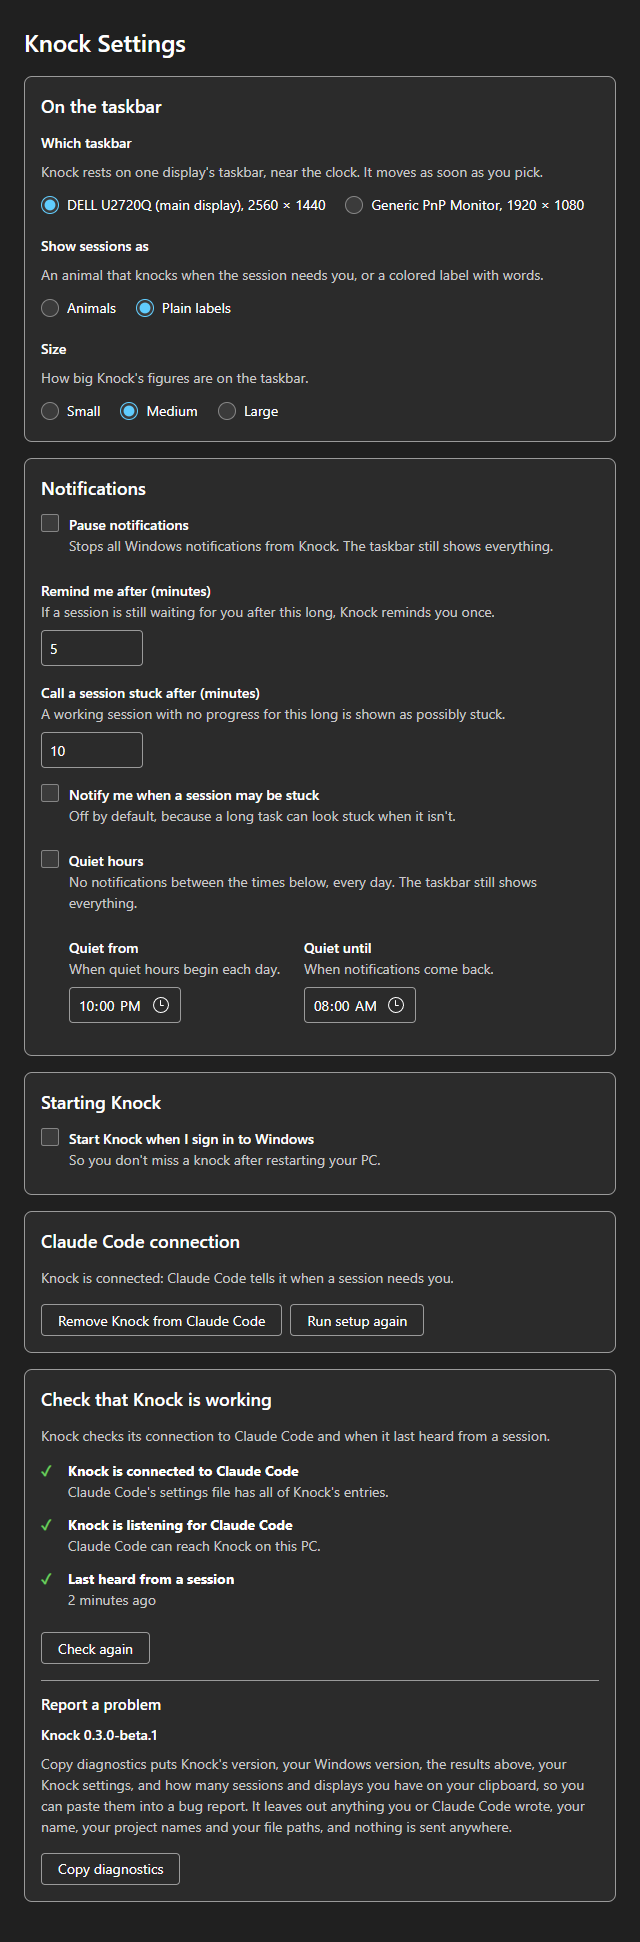 Knock Settings
On the taskbar
Which taskbar
Knock rests on one display's taskbar, near the clock. It moves as soon as you pick.
DELL U2720Q (main display), 2560 × 1440
Generic PnP Monitor, 1920 × 1080
Show sessions as
An animal that knocks when the session needs you, or a colored label with words.
Animals
Plain labels
Size
How big Knock's figures are on the taskbar.
Small
Medium
Large
Notifications
Pause notifications
Stops all Windows notifications from Knock. The taskbar still shows everything.
Remind me after (minutes)
If a session is still waiting for you after this long, Knock reminds you once.
5
Call a session stuck after (minutes)
A working session with no progress for this long is shown as possibly stuck.
10
Notify me when a session may be stuck
Off by default, because a long task can look stuck when it isn't.
Quiet hours
No notifications between the times below, every day. The taskbar still shows
everything.
Quiet from
When quiet hours begin each day.
10:00 PM
Quiet until
When notifications come back.
08:00 AM
Starting Knock
Start Knock when I sign in to Windows
So you don't miss a knock after restarting your PC.
Claude Code connection
Knock is connected: Claude Code tells it when a session needs you.
Remove Knock from Claude Code
Run setup again
Check that Knock is working
Knock checks its connection to Claude Code and when it last heard from a session.
Knock is connected to Claude Code
Claude Code's settings file has all of Knock's entries.
Knock is listening for Claude Code
Claude Code can reach Knock on this PC.
Last heard from a session
2 minutes ago
Check again
Report a problem
Knock 0.3.0-beta.1
Copy diagnostics puts Knock's version, your Windows version, the results above, your
Knock settings, and how many sessions and displays you have on your clipboard, so you
can paste them into a bug report. It leaves out anything you or Claude Code wrote, your
name, your project names and your file paths, and nothing is sent anywhere.
Copy diagnostics